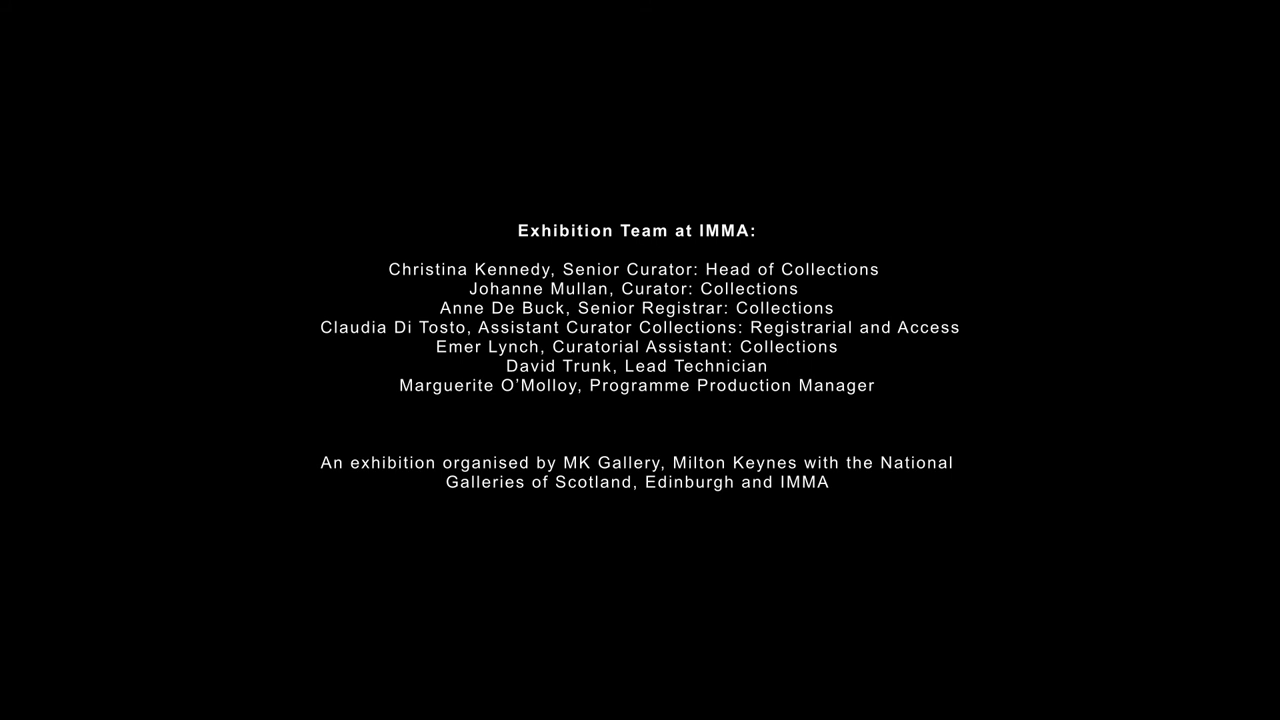 Exhibition Team at IMMA:
Christina Kennedy, Senior Curator: Head of Collections
Johanne Mullan, Curator: Collections
Anne De Buck, Senior Registrar: Collections
Claudia Di Tosto, Assistant Curator Collections: Registrarial and Access
Emer Lynch, Curatorial Assistant: Collections
David Trunk, Lead Technician
Marguerite O’Molloy, Programme Production Manager
An exhibition organised by MK Gallery, Milton Keynes with the National
Galleries of Scotland, Edinburgh and IMMA